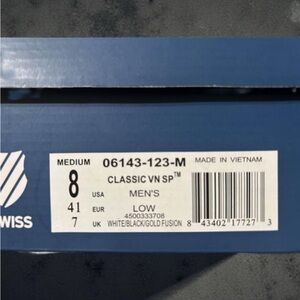 MEDIUM 06143-123-M MADE IN VIETNAM
CLASSIC VN SP™
8 USA MEN'S
41 EUR LOW
4500333708
7 UK WHITE/BLACK/GOLD FUSION 8 43402 17727 3
WISS